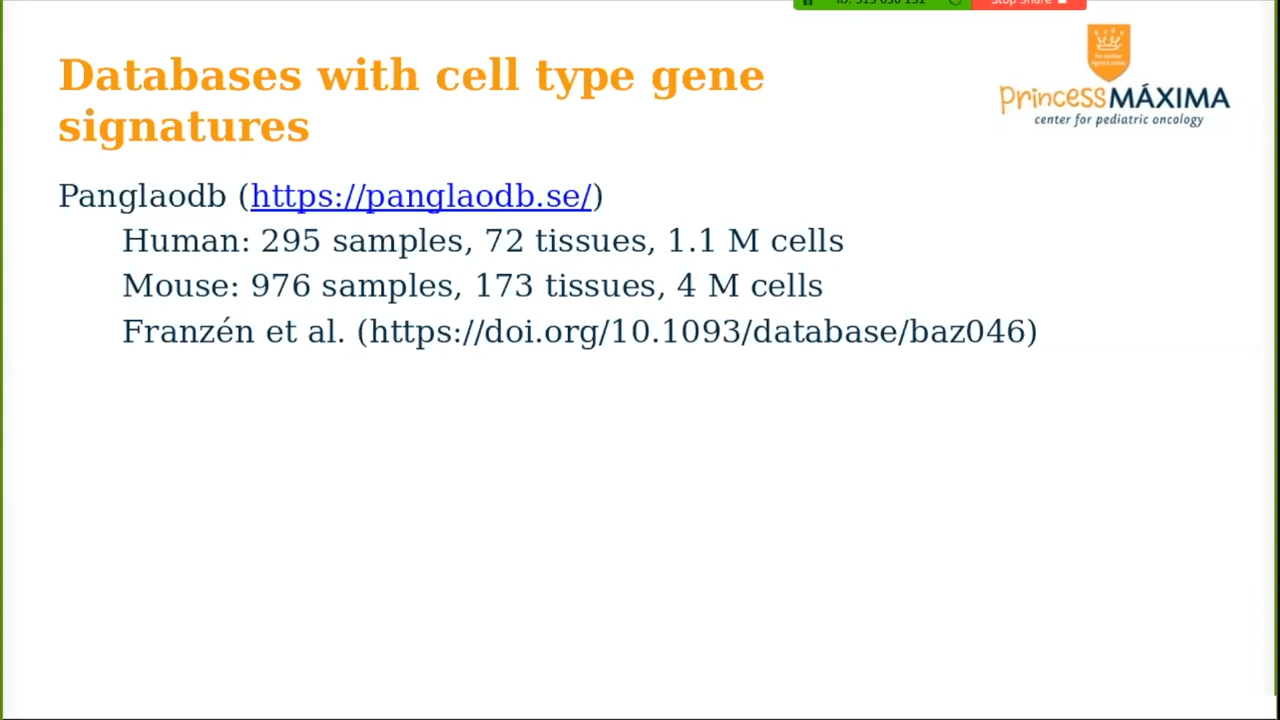 Stop Share
Databases with cell type gene
signatures
princessMÁXIMA
center for pediatric oncology
Panglaodb (https://panglaodb.se/)
Human: 295 samples, 72 tissues, 1.1 M cells
Mouse: 976 samples, 173 tissues, 4 M cells
Franzén et al. (https://doi.org/10.1093/database/baz046)